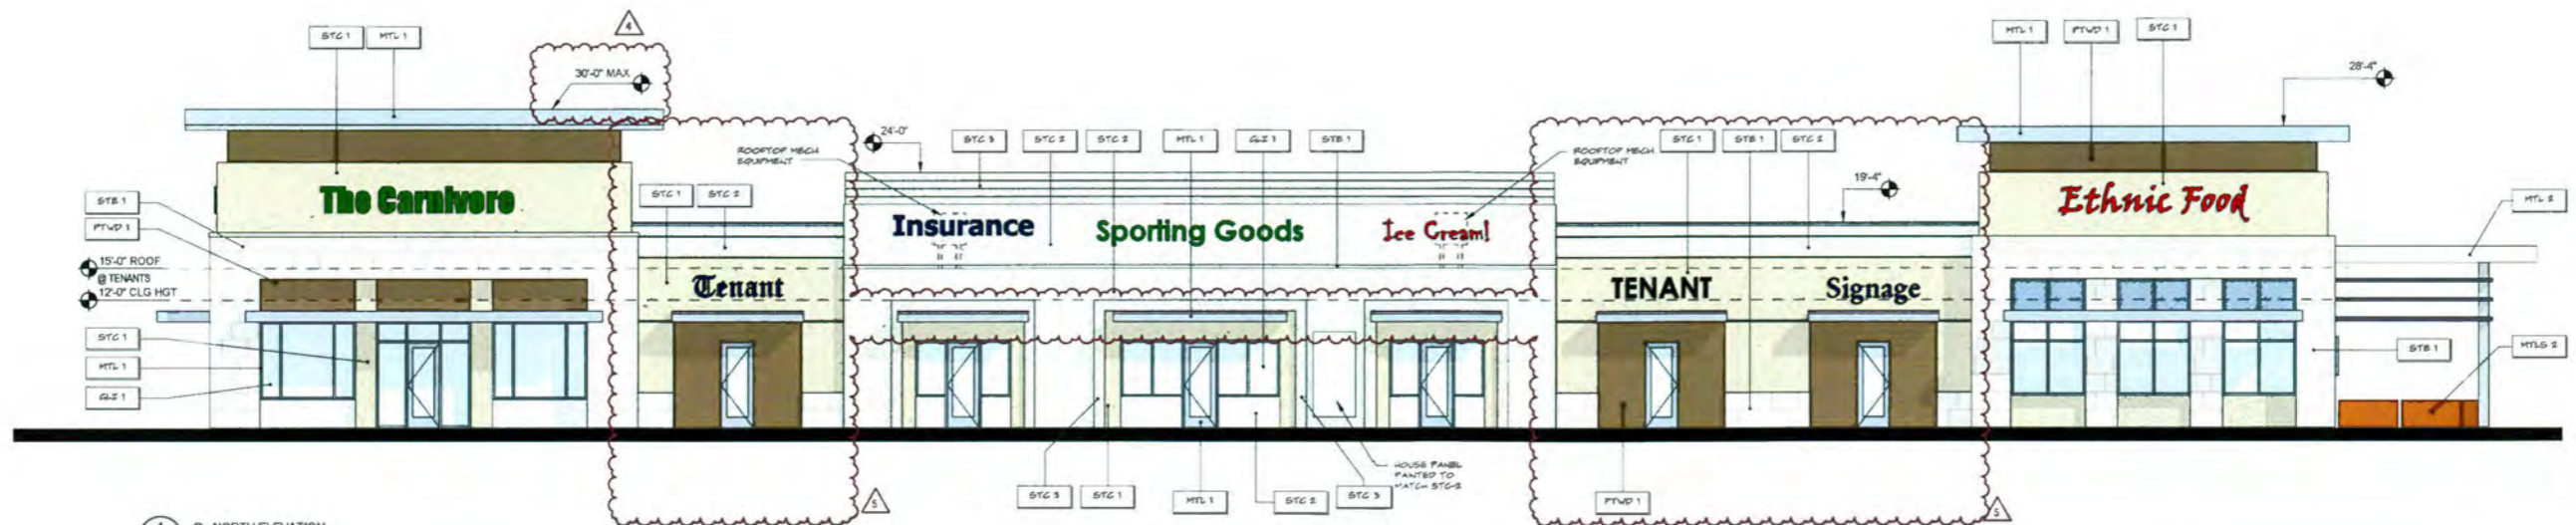 4
STC 1
MTL 1
30'-0" MAX
MTL 1
PTWD 1
STC 1
28'-4"
24'-0"
ROOFTOP MECH.
EQUIPMENT
STC 3
STC 2
STC 2
MTL 1
GLZ 1
STB 1
ROOFTOP MECH.
EQUIPMENT
STC 1
STB 1
STC 2
19'-4"
STB 1
PTWD 1
The Carnivore
STC 1
STC 2
Insurance
Sporting Goods
Ice Cream!
Ethnic Food
MTL 2
15'-0" ROOF
@ TENANTS
12'-0" CLG HGT
Tenant
TENANT
Signage
STC 1
MTL 1
GLZ 1
STB 1
MTLS 2
HOUSE PANEL
PANTED TO
MATCH STC-2
STC 3
STC 1
MTL 1
STC 2
STC 3
PTWD 1
5
5
NORTH ELEVATION